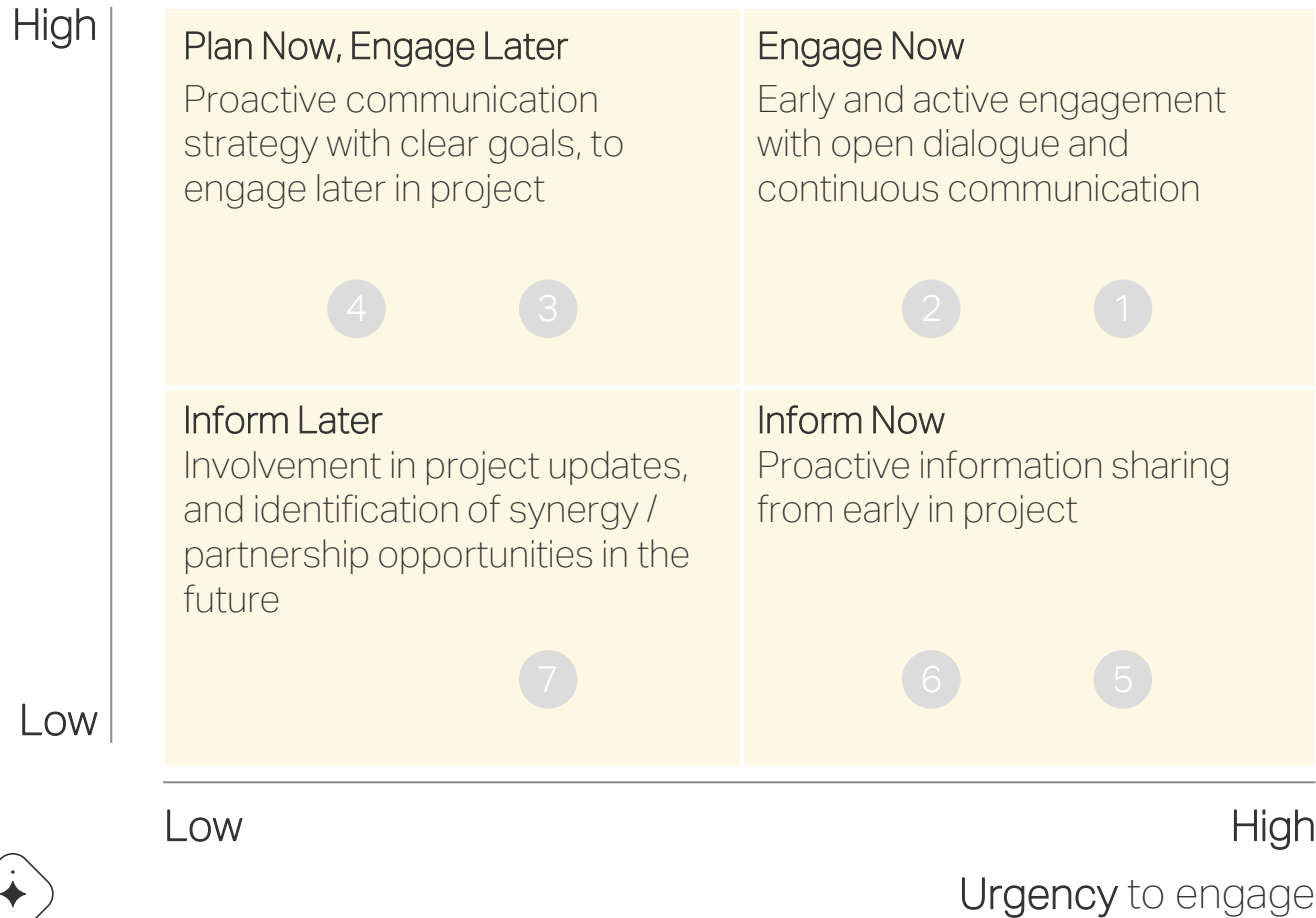 High
Plan Now, Engage Later
Proactive communication
strategy with clear goals, to
engage later in project
4
3
Engage Now
Early and active engagement
with open dialogue and
continuous communication
2
1
Inform Later
Involvement in project updates,
and identification of synergy /
partnership opportunities in the
future
7
Inform Now
Proactive information sharing
from early in project
6
5
Low
Low
High
Urgency to engage